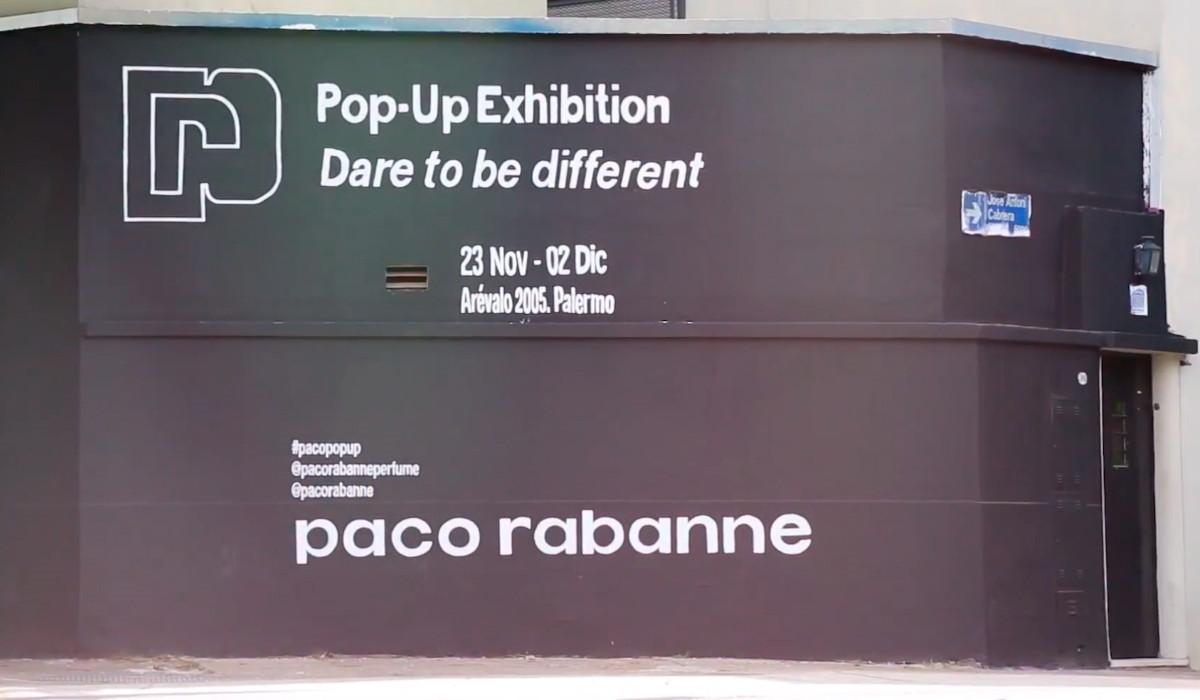 Pop-Up Exhibition
Dare to be different
23 Nov - 02 Dic
Arévalo 2005. Palermo
Jose Antoni
Cabrera
#pacopopup
@pacorabanneperfume
@pacorabanne
paco rabanne